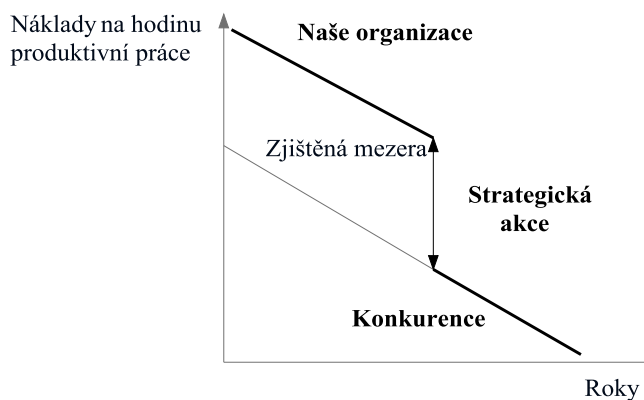 Náklady na hodinu
produktivní práce
Naše organizace
Zjištěná mezera
Strategická
akce
Konkurence
Roky